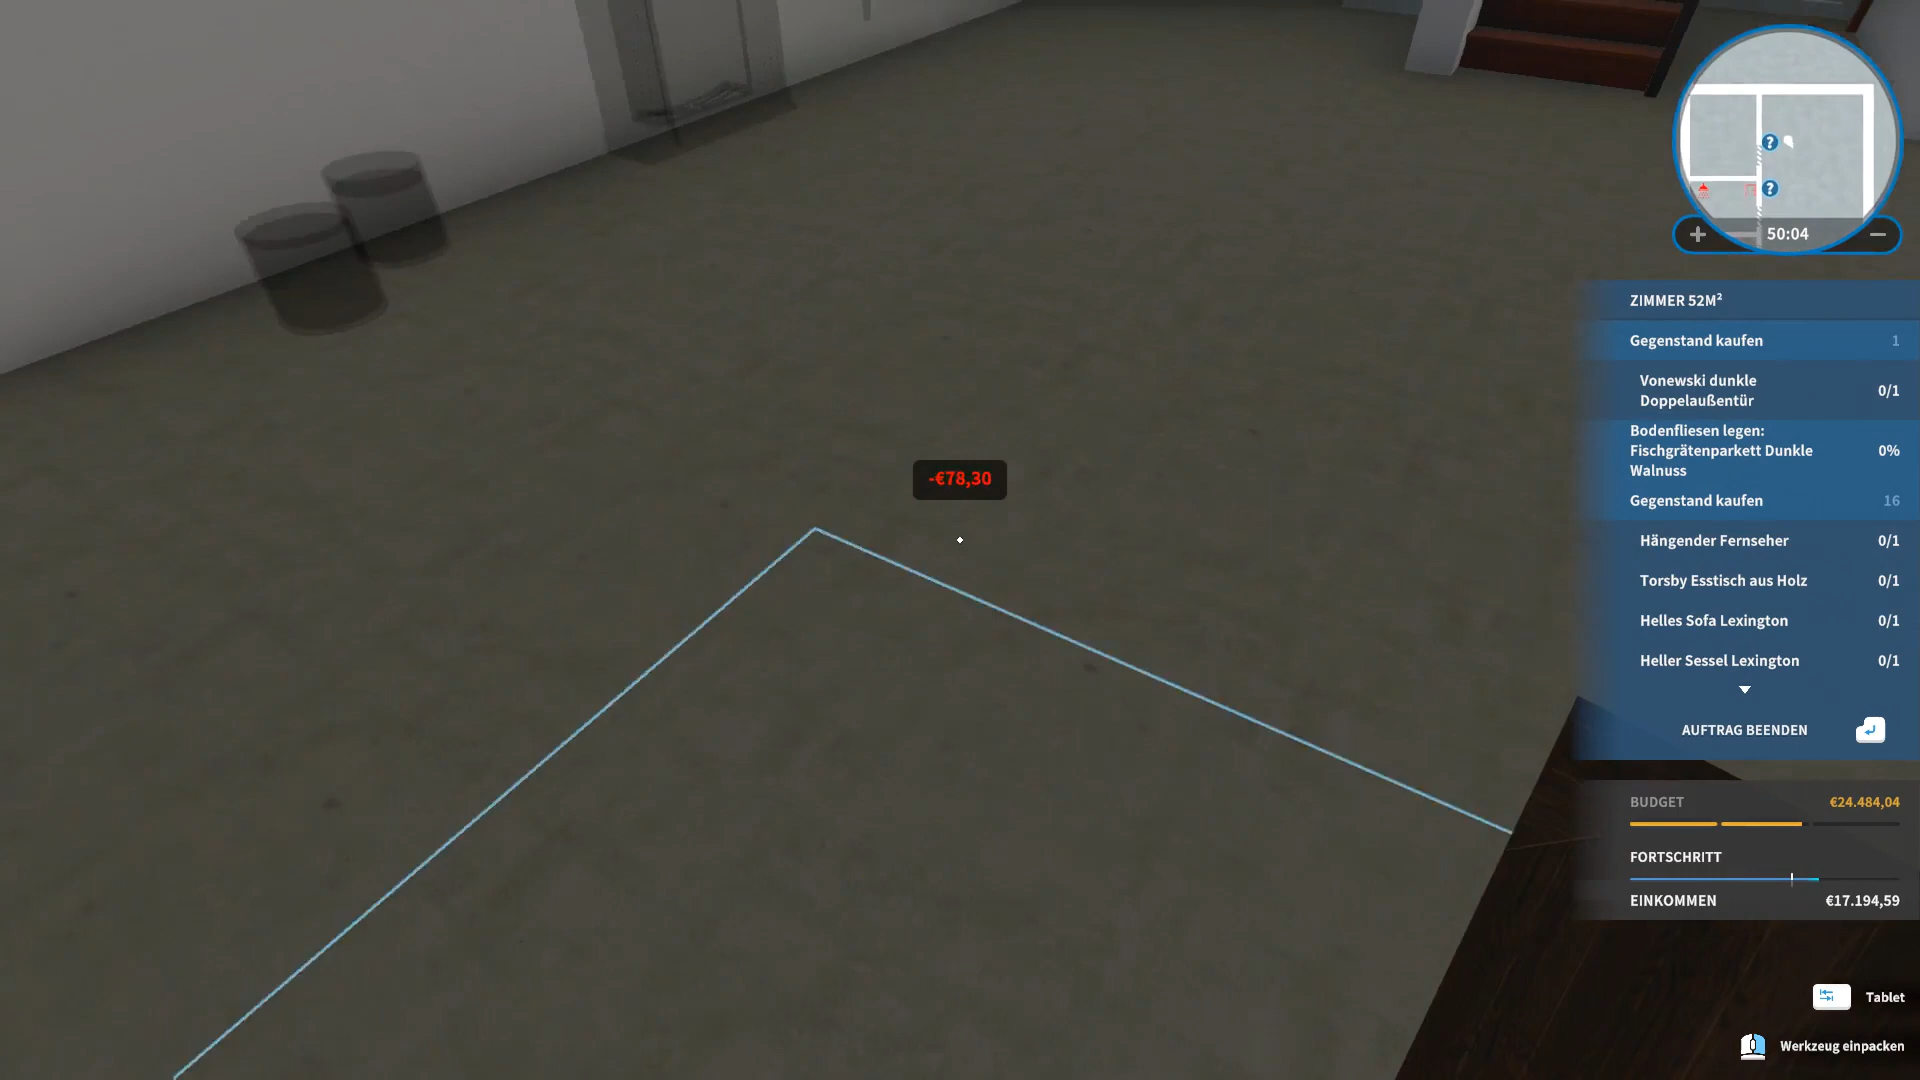 50:04
ZIMMER 52M²
Gegenstand kaufen 1
Vonewski dunkle
Doppelaußentür 0/1
Bodenfliesen legen:
Fischgrätenparkett Dunkle
Walnuss 0%
Gegenstand kaufen 16
Hängender Fernseher 0/1
Torsby Esstisch aus Holz 0/1
Helles Sofa Lexington 0/1
Heller Sessel Lexington 0/1
AUFTRAG BEENDEN
-€78,30
BUDGET €24.484,04
FORTSCHRITT
EINKOMMEN €17.194,59
Tablet
Werkzeug einpacken